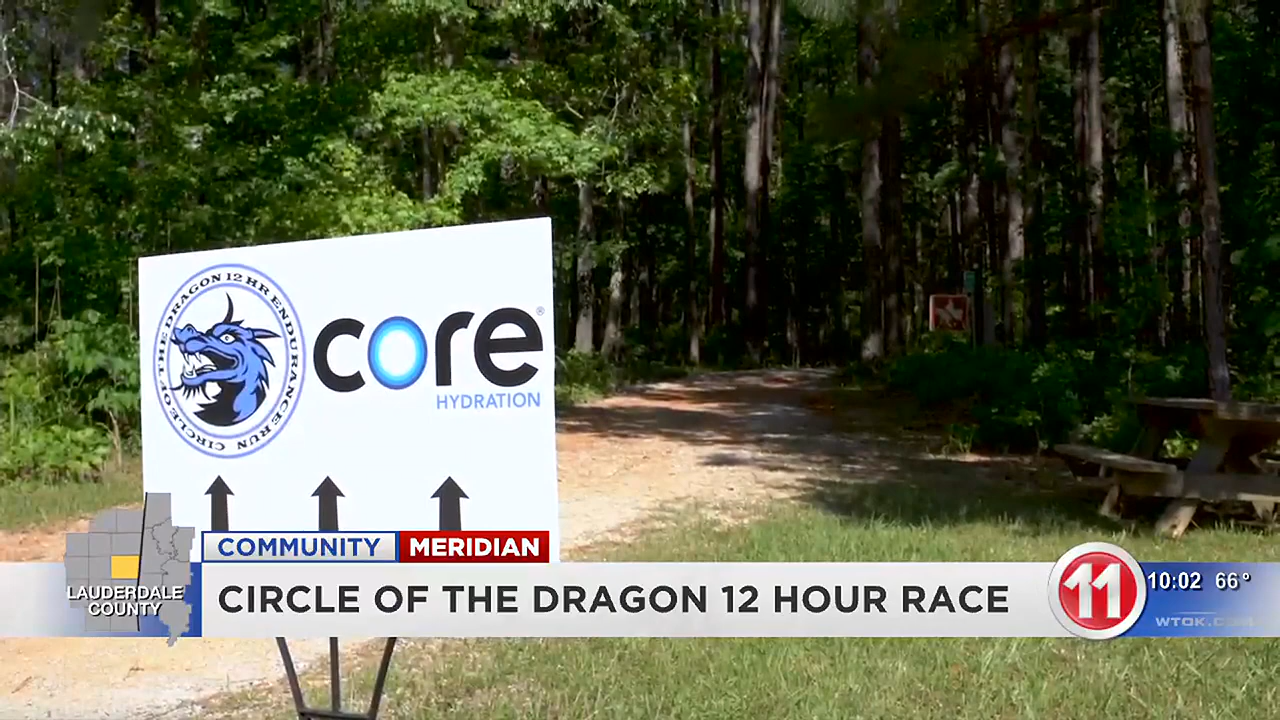 CIRCLE OF THE DRAGON 12 HR ENDURANCE RUN
core®
HYDRATION
COMMUNITY MERIDIAN
LAUDERDALE
COUNTY
CIRCLE OF THE DRAGON 12 HOUR RACE
11
10:02 66°
WTOK.COM